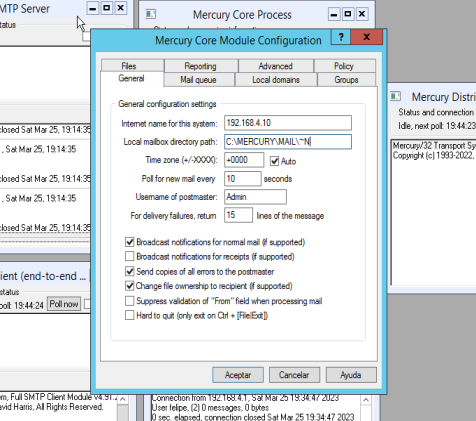 SMTP Server
status
Mercury Core Process
Mercury Core Module Configuration
?
x
Files
Reporting
Advanced
Policy
General
Mail queue
Local domains
Groups
General configuration settings
Internet name for this system: 192.168.4.10
Local mailbox directory path: C:\MERCURY\MAIL\~N
Time zone (+/-XXXX): +0000 Auto
Poll for new mail every 10 seconds
Username of postmaster: Admin
For delivery failures, return 15 lines of the message
Broadcast notifications for normal mail (if supported)
Broadcast notifications for receipts (if supported)
Send copies of all errors to the postmaster
Change file ownership to recipient (if supported)
Suppress validation of "From" field when processing mail
Hard to quit (only exit on Ctrl + [File|Exit])
Aceptar
Cancelar
Ayuda
closed Sat Mar 25, 19:14:35
, Sat Mar 25, 19:14:35
closed Sat Mar 25, 19:14:35
, Sat Mar 25, 19:14:35
closed Sat Mar 25, 19:14:35
ient (end-to-end ...
status
poll: 19:44:24 Poll now
m, Full SMTP Client Module v4.91.
avid Harris, All Rights Reserved.
Connection from 192.168.4.1, Sat Mar 25 19:34:47 2023
User felipe, (2) 0 messages, 0 bytes
0 sec. elapsed, connection closed Sat Mar 25 19:34:47 2023
Mercury Distri
Status and connection
Idle, next poll: 19:44:23
Mercury/32 Transport Sy
Copyright (c) 1993-2022,